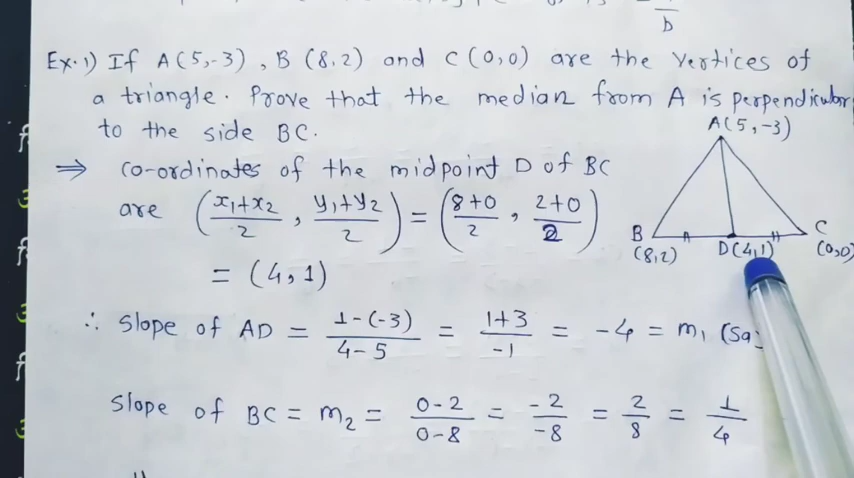 b
Ex.1) If A(5,-3), B (8,2) and C (0,0) are the vertices of
a triangle. Prove that the median from A is perpendicular
to the side BC.
A(5,-3)
⇒ co-ordinates of the midpoint D of BC
are (x₁+x₂/2, y₁+y₂/2) = (8+0/2, 2+0/2)
B
(8,2)
D(4,1)
C
(0,0)
= (4,1)
∴ Slope of AD = 1-(-3)/4-5 = 1+3/-1 = -4 = m₁ (Say
Slope of BC = m₂ = 0-2/0-8 = -2/-8 = 2/8 = 1/4